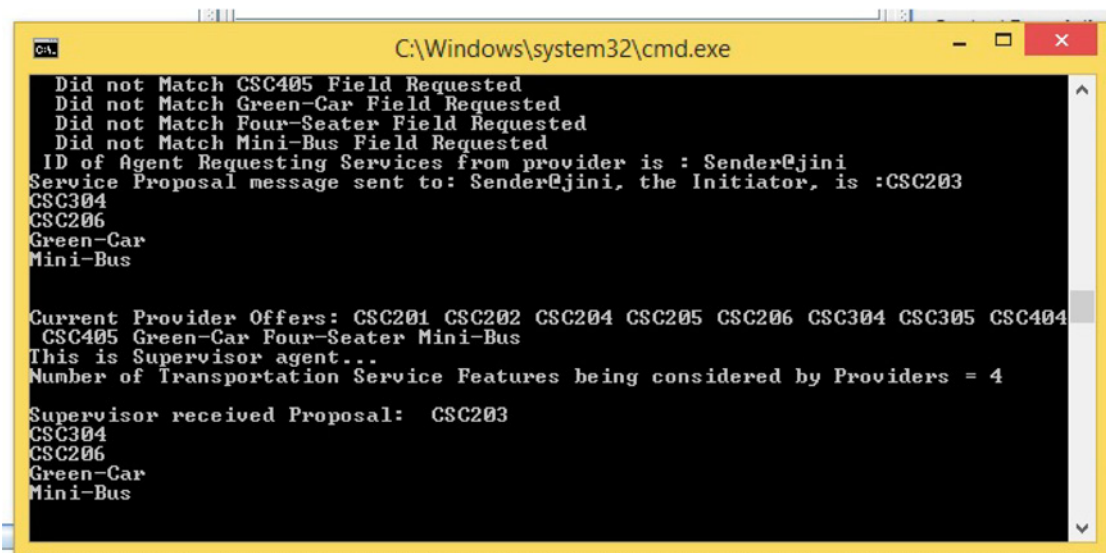 C:\Windows\system32\cmd.exe
Did not Match CSC405 Field Requested
Did not Match Green-Car Field Requested
Did not Match Four-Seater Field Requested
Did not Match Mini-Bus Field Requested
ID of Agent Requesting Services from provider is : Sender@jini
Service Proposal message sent to: Sender@jini, the Initiator, is :CSC203
CSC304
CSC206
Green-Car
Mini-Bus
Current Provider Offers: CSC201 CSC202 CSC204 CSC205 CSC206 CSC304 CSC305 CSC404
CSC405 Green-Car Four-Seater Mini-Bus
This is Supervisor agent...
Number of Transportation Service Features being considered by Providers = 4
Supervisor received Proposal:  CSC203
CSC304
CSC206
Green-Car
Mini-Bus